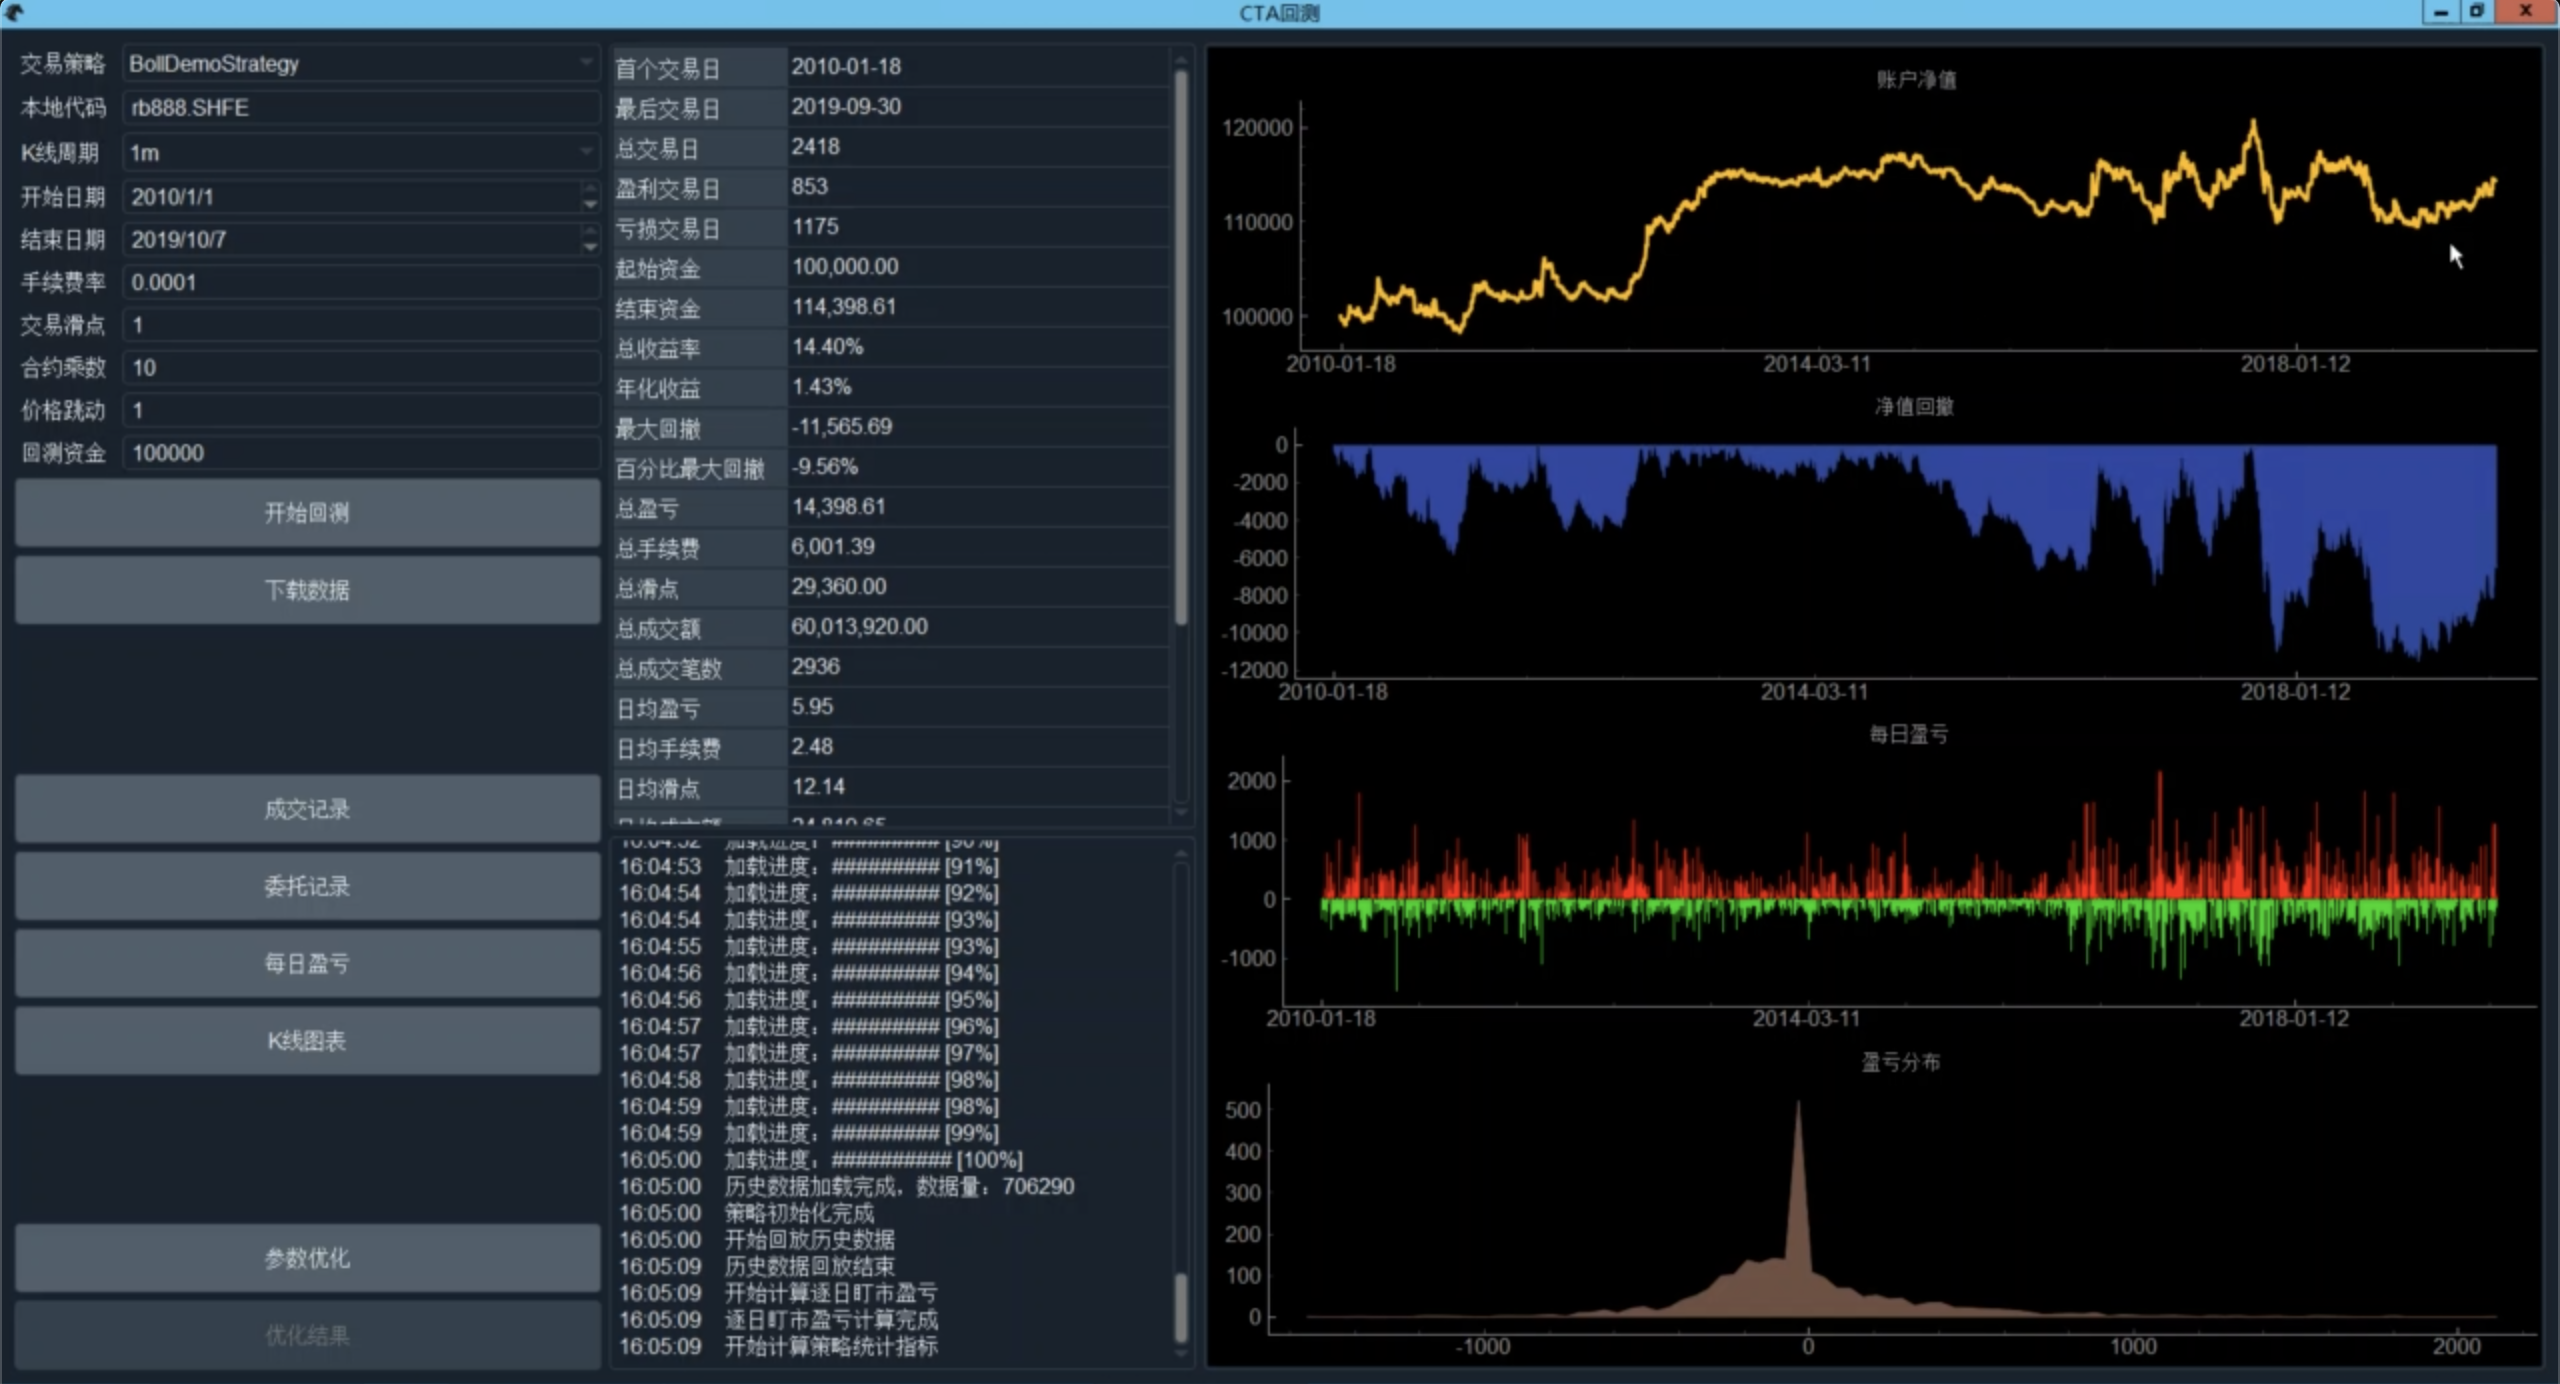 CTA回测
交易策略 BollDemoStrategy
本地代码 rb888.SHFE
K线周期 1m
开始日期 2010/1/1
结束日期 2019/10/7
手续费率 0.0001
交易滑点 1
合约乘数 10
价格跳动 1
回测资金 100000
开始回测
下载数据
成交记录
委托记录
每日盈亏
K线图表
参数优化
优化结果
首个交易日 2010-01-18
最后交易日 2019-09-30
总交易日 2418
盈利交易日 853
亏损交易日 1175
起始资金 100,000.00
结束资金 114,398.61
总收益率 14.40%
年化收益 1.43%
最大回撤 -11,565.69
百分比最大回撤 -9.56%
总盈亏 14,398.61
总手续费 6,001.39
总滑点 29,360.00
总成交额 60,013,920.00
总成交笔数 2936
日均盈亏 5.95
日均手续费 2.48
日均滑点 12.14
日均成交额 24,819.65
16:04:52 加载进度：######### [90%]
16:04:53 加载进度：######### [91%]
16:04:54 加载进度：######### [92%]
16:04:54 加载进度：######### [93%]
16:04:55 加载进度：######### [93%]
16:04:56 加载进度：######### [94%]
16:04:56 加载进度：######### [95%]
16:04:57 加载进度：######### [96%]
16:04:57 加载进度：######### [97%]
16:04:58 加载进度：######### [98%]
16:04:59 加载进度：######### [98%]
16:04:59 加载进度：######### [99%]
16:05:00 加载进度：########## [100%]
16:05:00 历史数据加载完成，数据量：706290
16:05:00 策略初始化完成
16:05:00 开始回放历史数据
16:05:09 历史数据回放结束
16:05:09 开始计算逐日盯市盈亏
16:05:09 逐日盯市盈亏计算完成
16:05:09 开始计算策略统计指标
账户净值
120000
110000
100000
2010-01-18 2014-03-11 2018-01-12
净值回撤
0
-2000
-4000
-6000
-8000
-10000
-12000
2010-01-18 2014-03-11 2018-01-12
每日盈亏
2000
1000
0
-1000
2010-01-18 2014-03-11 2018-01-12
盈亏分布
500
400
300
200
100
0
-1000 0 1000 2000